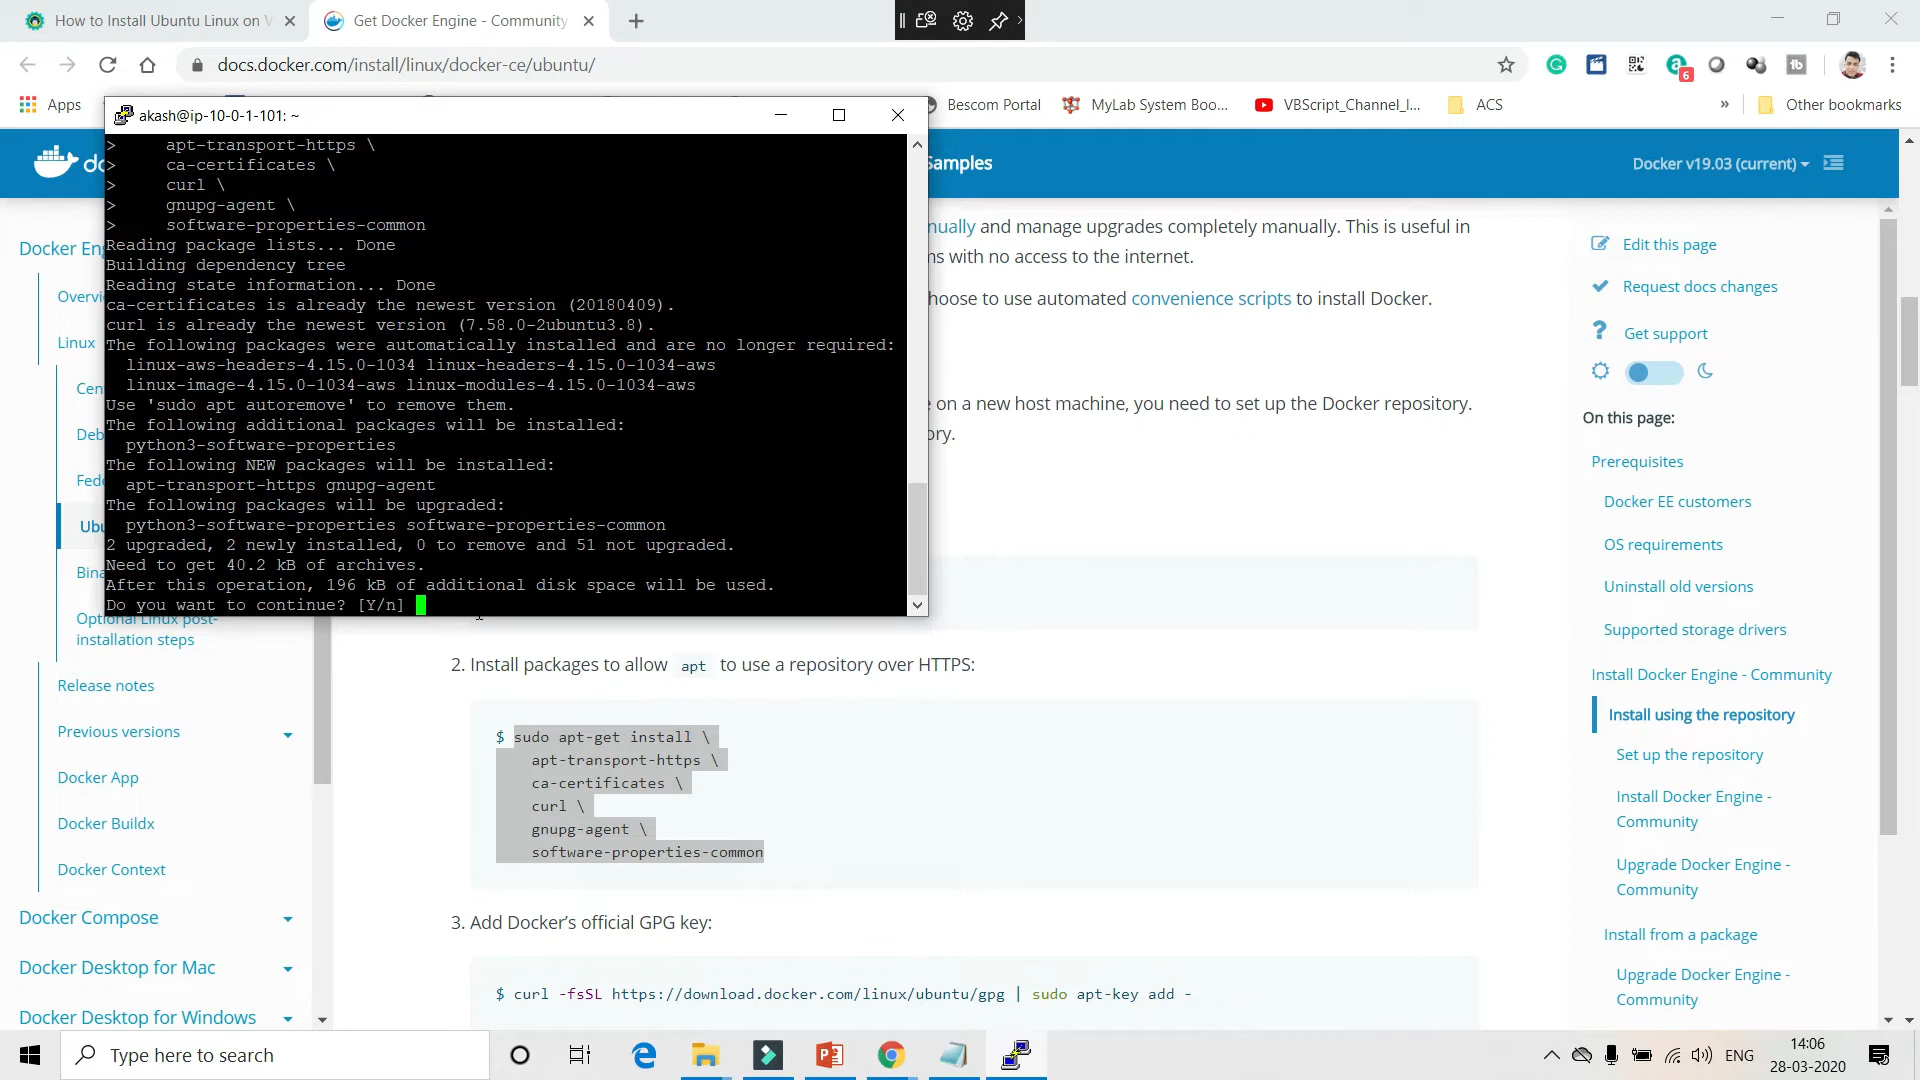 How to Install Ubuntu Linux on V
Get Docker Engine - Community
docs.docker.com/install/linux/docker-ce/ubuntu/
6
Apps
Bescom Portal
MyLab System Boo...
VBScript_Channel_I...
ACS
»
Other bookmarks
akash@ip-10-0-1-101: ~
> apt-transport-https \
> ca-certificates \
> curl \
> gnupg-agent \
> software-properties-common
Reading package lists... Done
Building dependency tree
Reading state information... Done
ca-certificates is already the newest version (20180409).
curl is already the newest version (7.58.0-2ubuntu3.8).
The following packages were automatically installed and are no longer required:
linux-aws-headers-4.15.0-1034 linux-headers-4.15.0-1034-aws
linux-image-4.15.0-1034-aws linux-modules-4.15.0-1034-aws
Use 'sudo apt autoremove' to remove them.
The following additional packages will be installed:
python3-software-properties
The following NEW packages will be installed:
apt-transport-https gnupg-agent
The following packages will be upgraded:
python3-software-properties software-properties-common
2 upgraded, 2 newly installed, 0 to remove and 51 not upgraded.
Need to get 40.2 kB of archives.
After this operation, 196 kB of additional disk space will be used.
Do you want to continue? [Y/n]
do
Samples
Docker v19.03 (current)
Docker Eng
Overvi
Linux
Cen
Deb
Fede
Ubu
Bina
Optional Linux post-
installation steps
Release notes
Previous versions
Docker App
Docker Buildx
Docker Context
Docker Compose
Docker Desktop for Mac
Docker Desktop for Windows
nually and manage upgrades completely manually. This is useful in
ms with no access to the internet.
hoose to use automated convenience scripts to install Docker.
e on a new host machine, you need to set up the Docker repository.
ory.
2. Install packages to allow apt to use a repository over HTTPS:
$ sudo apt-get install \
apt-transport-https \
ca-certificates \
curl \
gnupg-agent \
software-properties-common
3. Add Docker’s official GPG key:
$ curl -fsSL https://download.docker.com/linux/ubuntu/gpg | sudo apt-key add -
Edit this page
Request docs changes
Get support
On this page:
Prerequisites
Docker EE customers
OS requirements
Uninstall old versions
Supported storage drivers
Install Docker Engine - Community
Install using the repository
Set up the repository
Install Docker Engine -
Community
Upgrade Docker Engine -
Community
Install from a package
Upgrade Docker Engine -
Community
Type here to search
ENG
14:06
28-03-2020